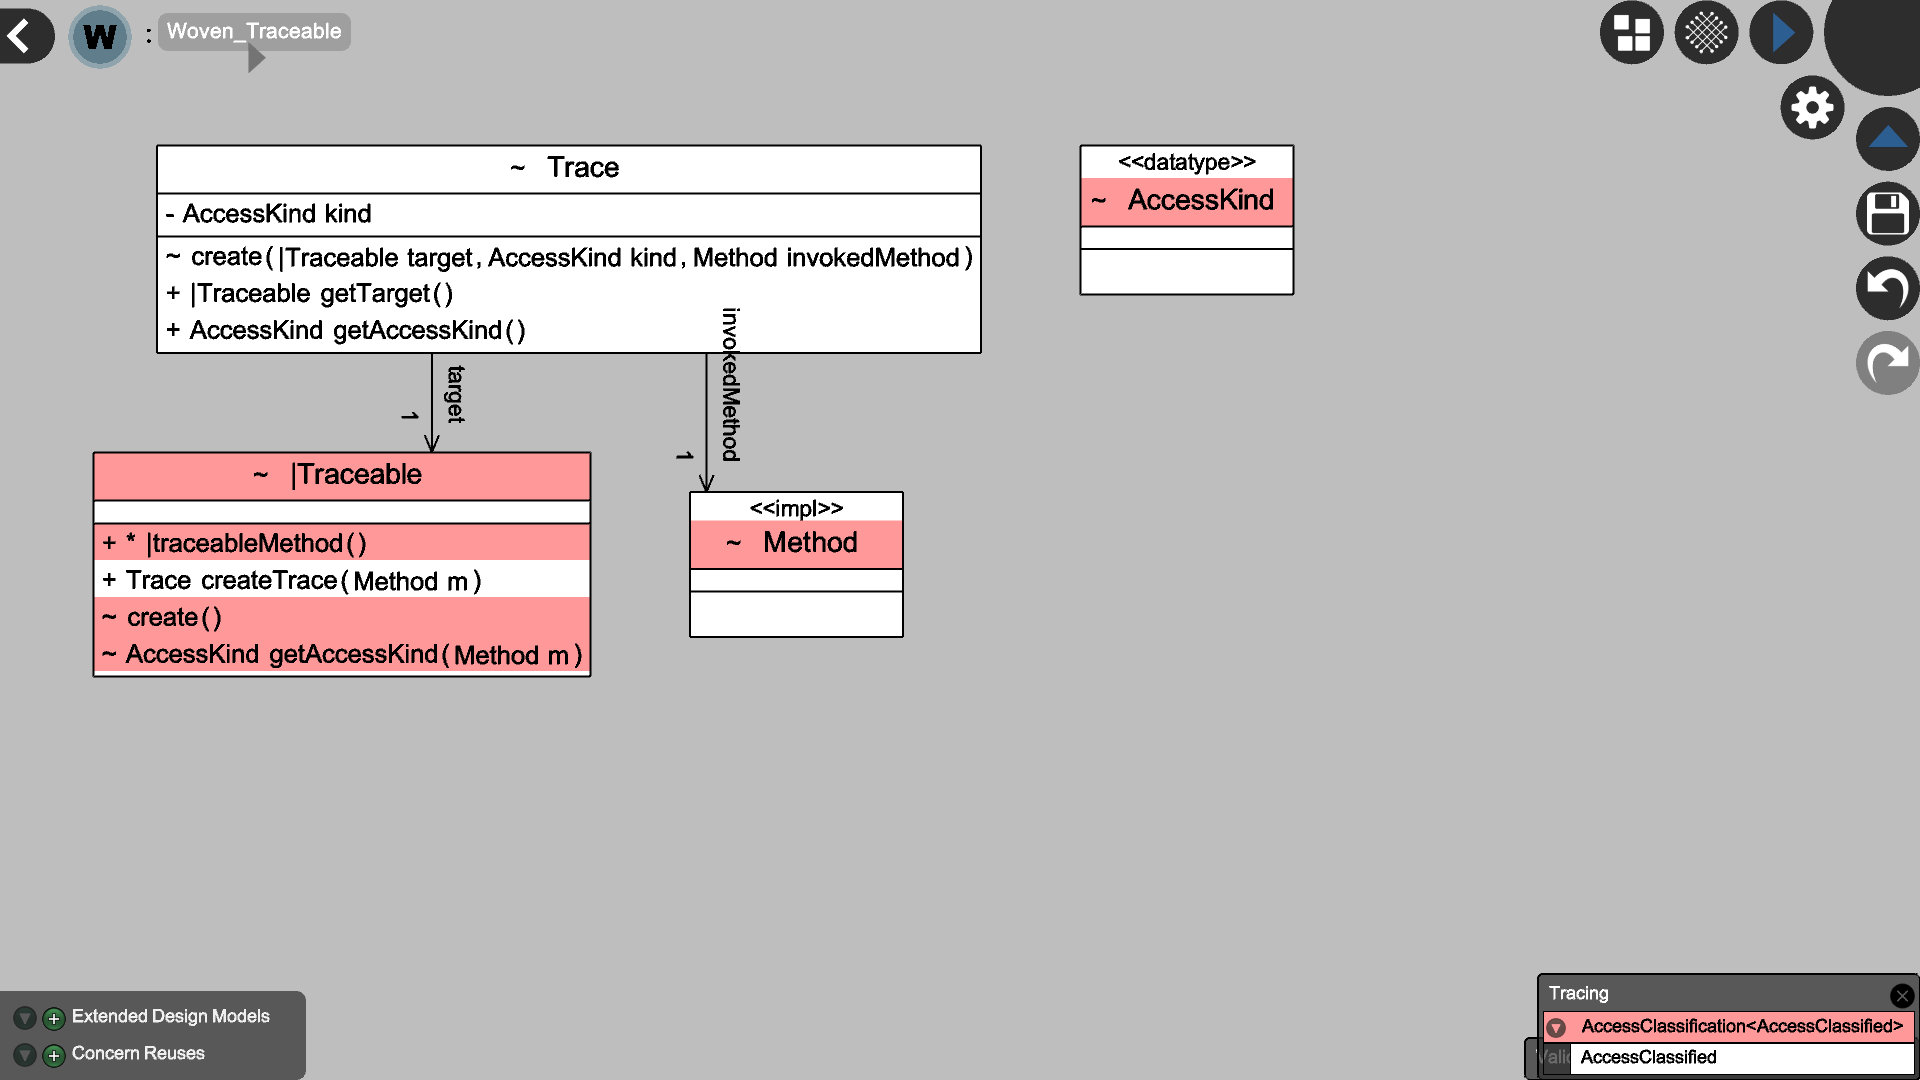 W : Woven_Traceable
~ Trace
- AccessKind kind
~ create(|Traceable target, AccessKind kind, Method invokedMethod)
+ |Traceable getTarget()
+ AccessKind getAccessKind()
<<datatype>>
~ AccessKind
target
1
invokedMethod
1
~ |Traceable
+ * |traceableMethod()
+ Trace createTrace(Method m)
~ create()
~ AccessKind getAccessKind(Method m)
<<impl>>
~ Method
Extended Design Models
Concern Reuses
Tracing
AccessClassification<AccessClassified>
AccessClassified